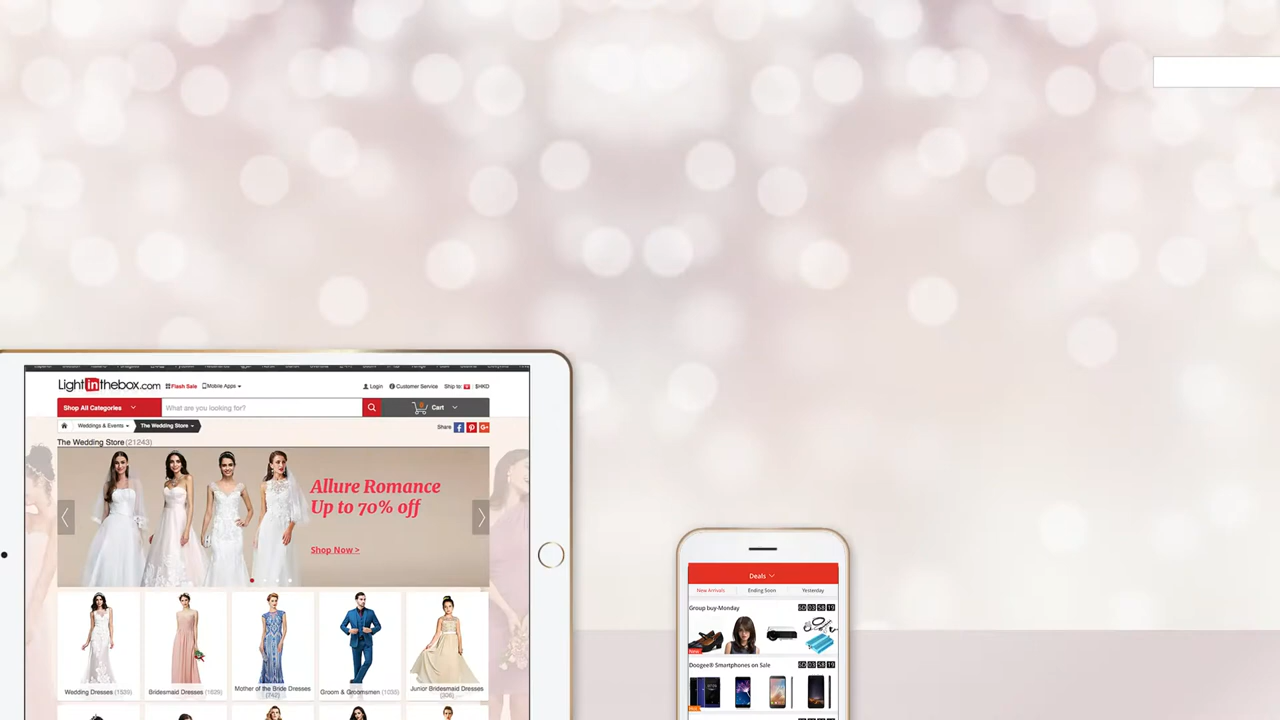 Lightinthebox.com Flash Sale Mobile Apps
Login Customer Service Ship to: $HKD
Shop All Categories What are you looking for? 0 Cart
Weddings & Events The Wedding Store Share
The Wedding Store (21243)
Allure Romance
Up to 70% off
Shop Now >
Wedding Dresses (1839)
Bridesmaid Dresses (1629)
Mother of the Bride Dresses (742)
Groom & Groomsmen (1035)
Junior Bridesmaid Dresses (306)
Deals
New Arrivals Ending Soon Yesterday
Group buy-Monday
New
Doogee® Smartphones on Sale